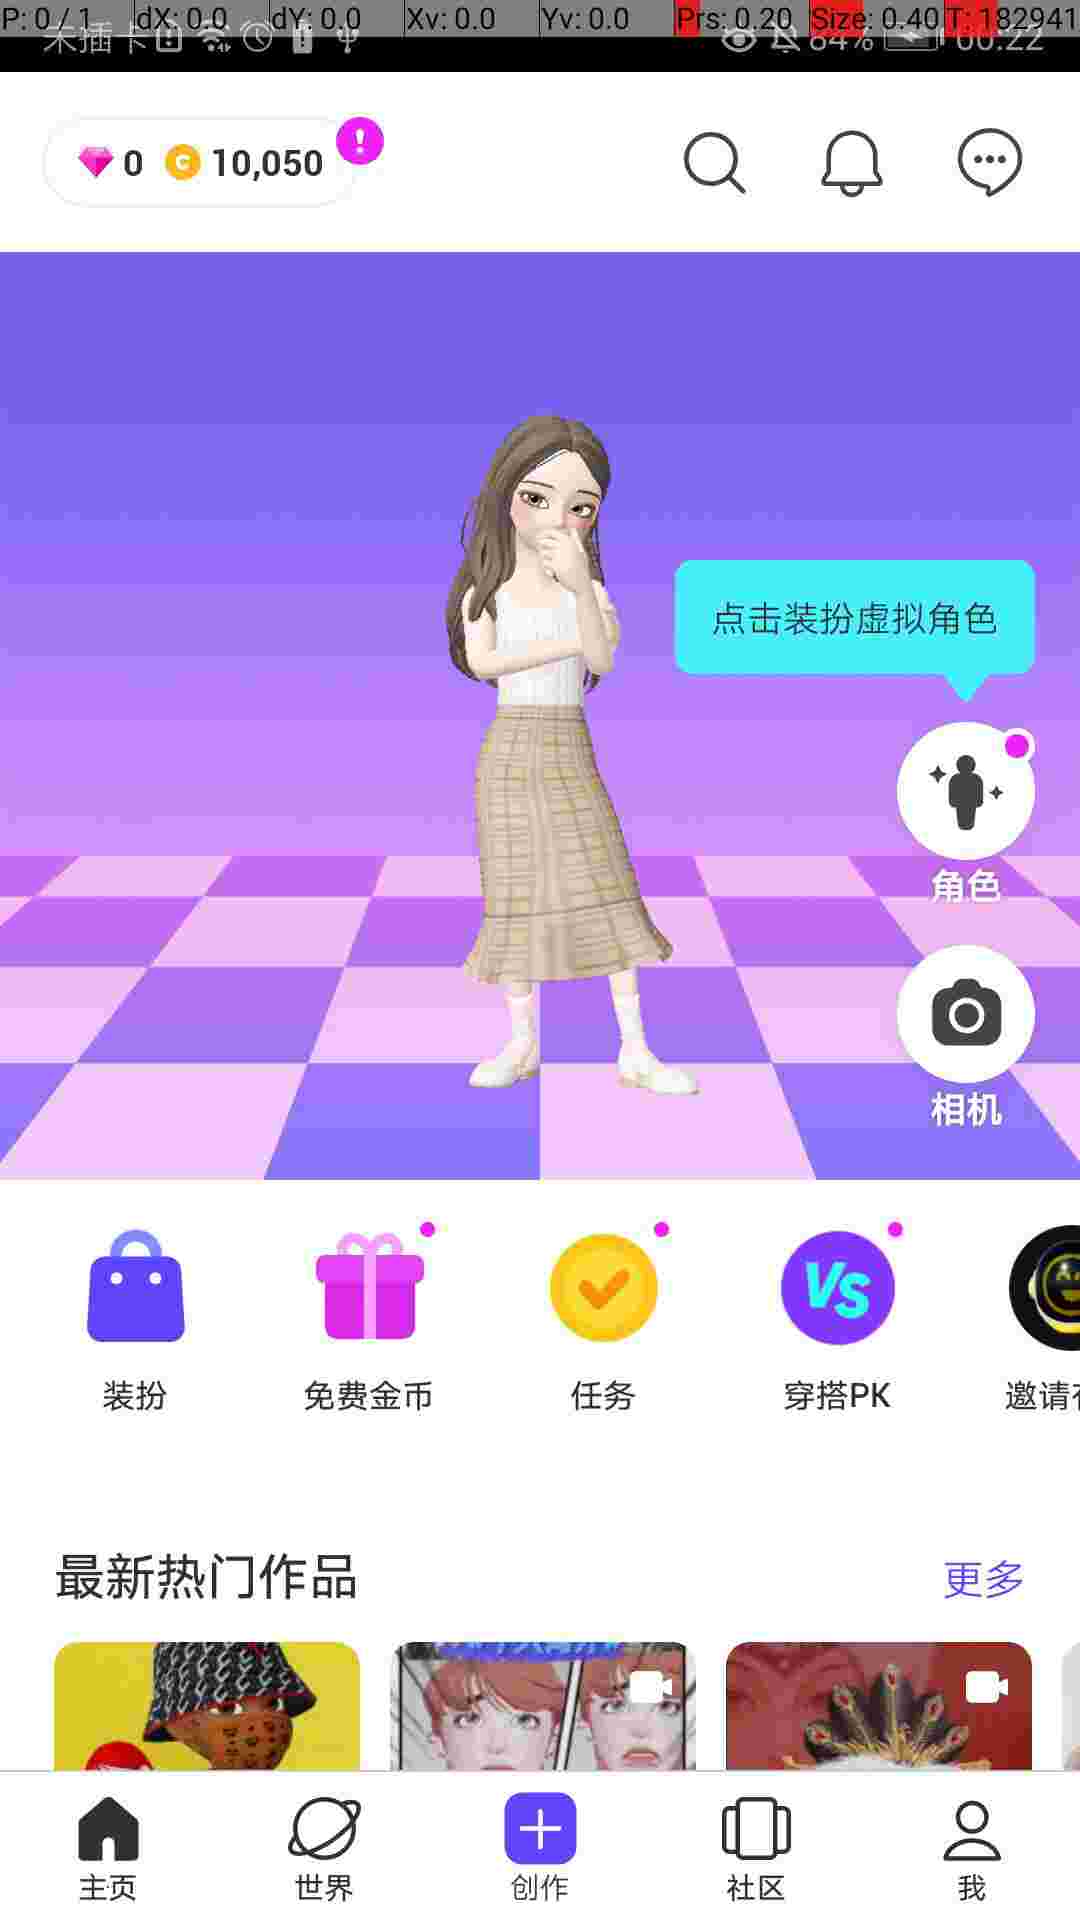 P: 0 / 1 dX: 0.0 dY: 0.0 Xv: 0.0 Yv: 0.0 Prs: 0.20 Size: 0.40 T: 182941
未插卡 84% 00:22
0 10,050
点击装扮虚拟角色
角色
相机
装扮 免费金币 任务 穿搭PK 邀请
最新热门作品 更多
主页 世界 创作 社区 我